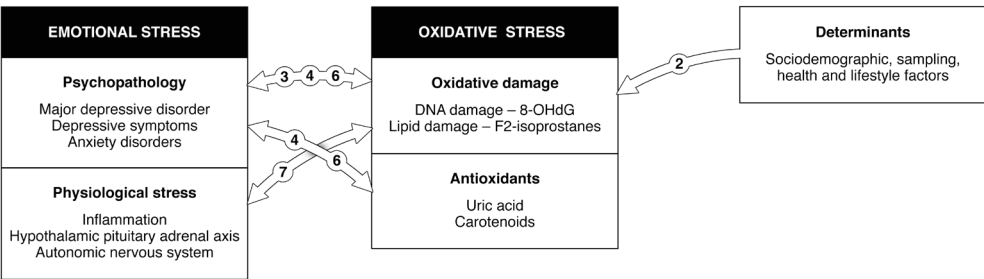 EMOTIONAL STRESS
Psychopathology
Major depressive disorder
Depressive symptoms
Anxiety disorders
Physiological stress
Inflammation
Hypothalamic pituitary adrenal axis
Autonomic nervous system
3 4 6
4
6
7
OXIDATIVE STRESS
Oxidative damage
DNA damage – 8-OHdG
Lipid damage – F2-isoprostanes
Antioxidants
Uric acid
Carotenoids
2
Determinants
Sociodemographic, sampling,
health and lifestyle factors